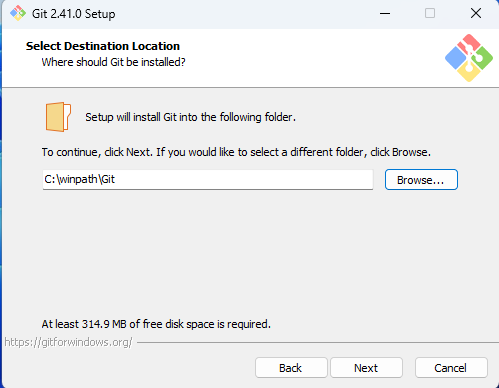 Git 2.41.0 Setup
Select Destination Location
Where should Git be installed?
Setup will install Git into the following folder.
To continue, click Next. If you would like to select a different folder, click Browse.
C:\winpath\Git
Browse...
At least 314.9 MB of free disk space is required.
https://gitforwindows.org/
Back
Next
Cancel